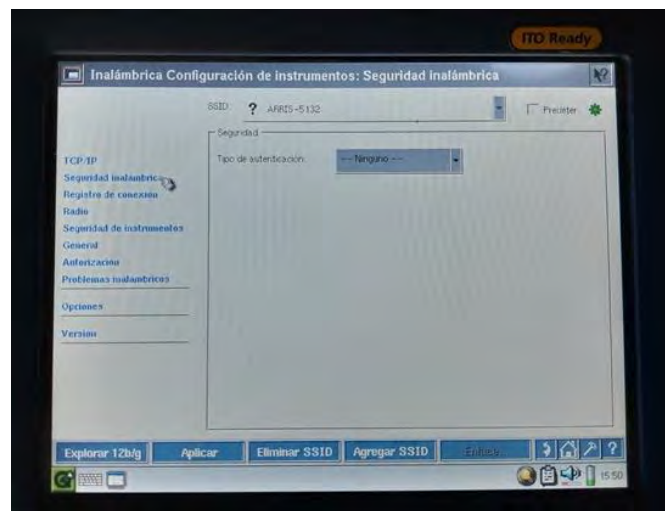 ITO Ready
Inalámbrica Configuración de instrumentos: Seguridad inalámbrica
SSID: ? ARRIS-5132
Seguridad
Tipo de autenticación: -- Ninguno --
TCP/IP
Seguridad inalámbrica
Registro de conexión
Radio
Seguridad de instrumentos
General
Autorización
Problemas inalámbricos
Opciones
Versión
Explorar 12b/g Aplicar Eliminar SSID Agregar SSID Enlace... ?
15:50